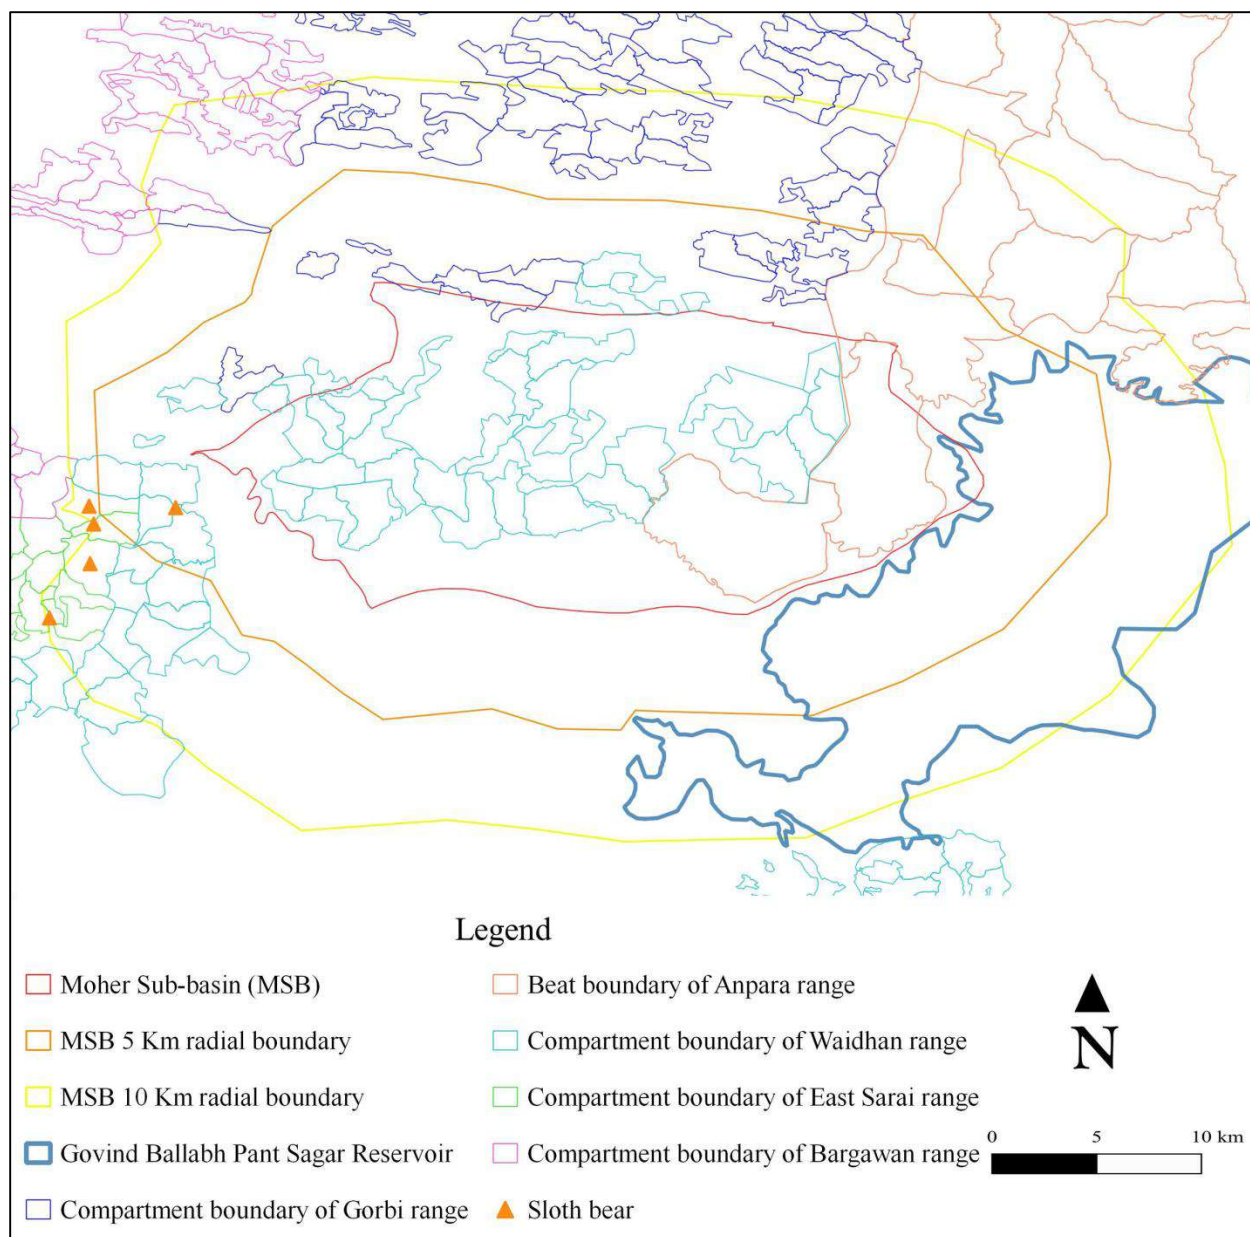 Legend
Moher Sub-basin (MSB)
MSB 5 Km radial boundary
MSB 10 Km radial boundary
Govind Ballabh Pant Sagar Reservoir
Compartment boundary of Gorbi range
Beat boundary of Anpara range
Compartment boundary of Waidhan range
Compartment boundary of East Sarai range
Compartment boundary of Bargawan range
Sloth bear
N
0 5 10 km